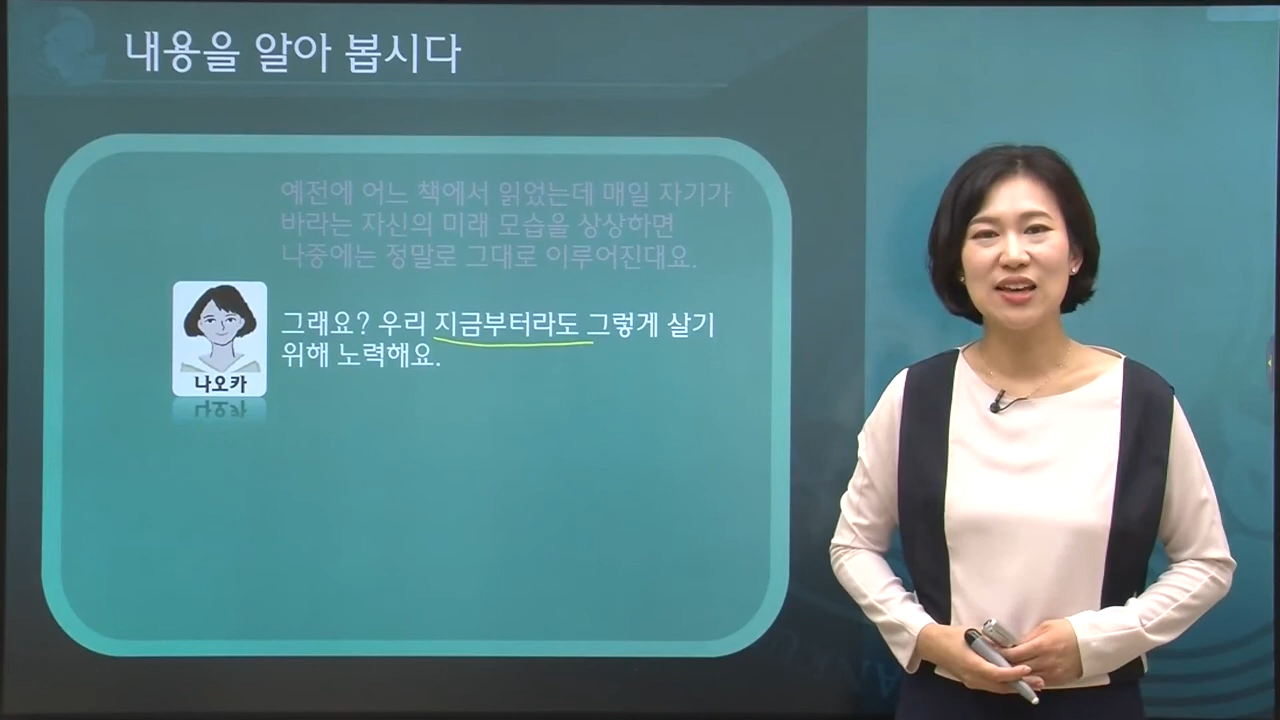 내용을 알아 봅시다
예전에 어느 책에서 읽었는데 매일 자기가
바라는 자신의 미래 모습을 상상하면
나중에는 정말로 그대로 이루어진대요.
그래요? 우리 지금부터라도 그렇게 살기
위해 노력해요.
나오카